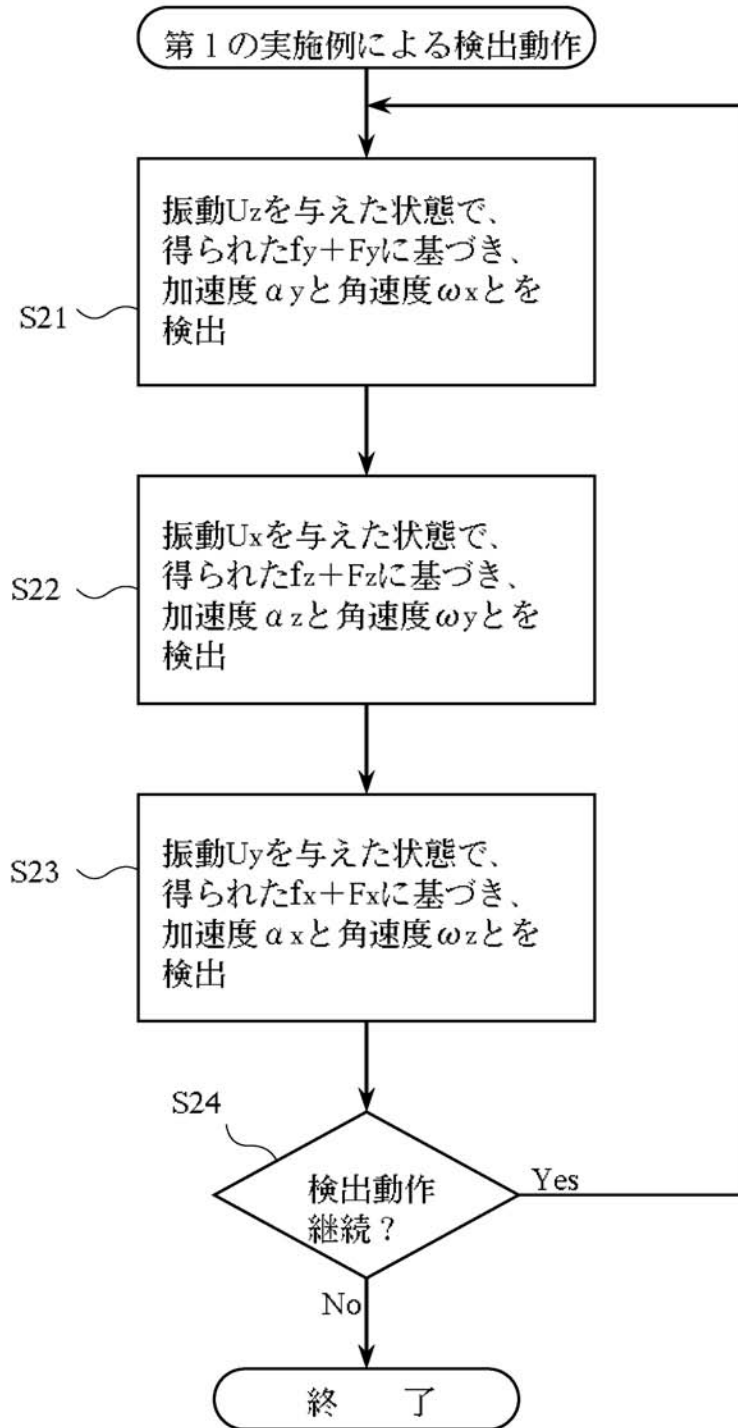 第１の実施例による検出動作
S21
振動Uzを与えた状態で、
得られたfy＋Fyに基づき、
加速度αyと角速度ωxとを
検出
S22
振動Uxを与えた状態で、
得られたfz＋Fzに基づき、
加速度αzと角速度ωyとを
検出
S23
振動Uyを与えた状態で、
得られたfx＋Fxに基づき、
加速度αxと角速度ωzとを
検出
S24
検出動作
継続？
Yes
No
終　了